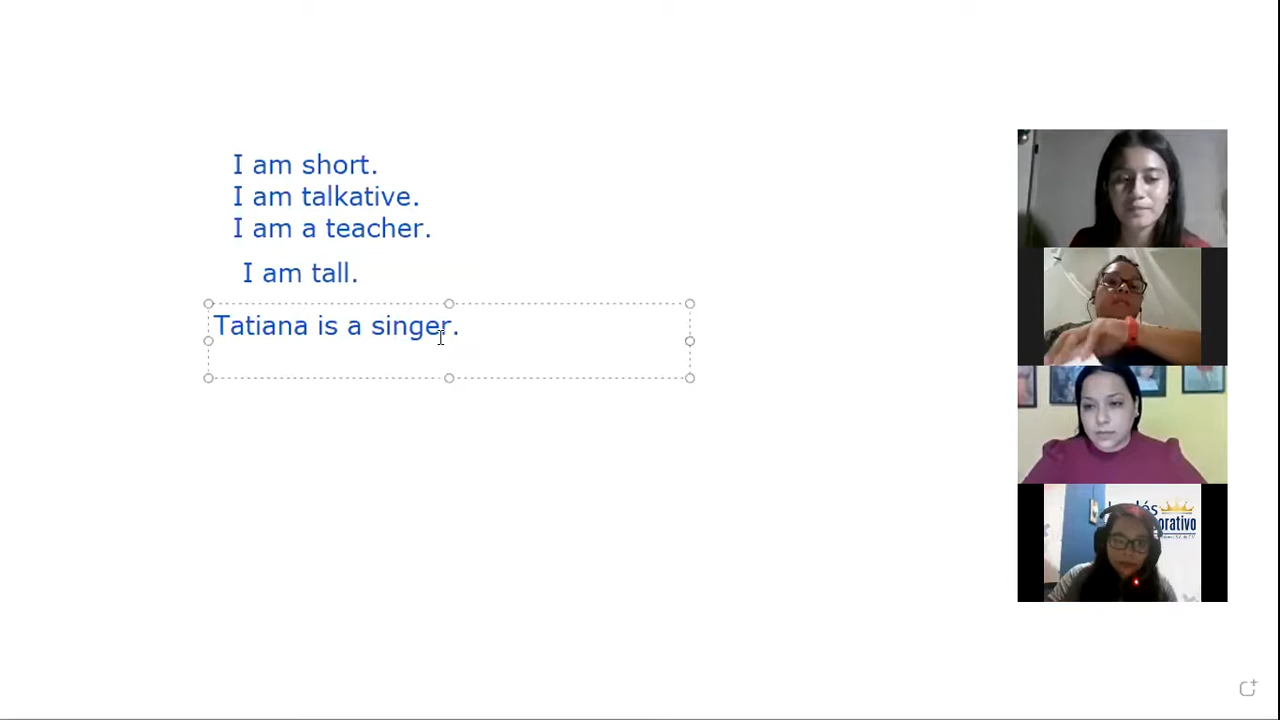 I am short.
I am talkative.
I am a teacher.
I am tall.
Tatiana is a singer.